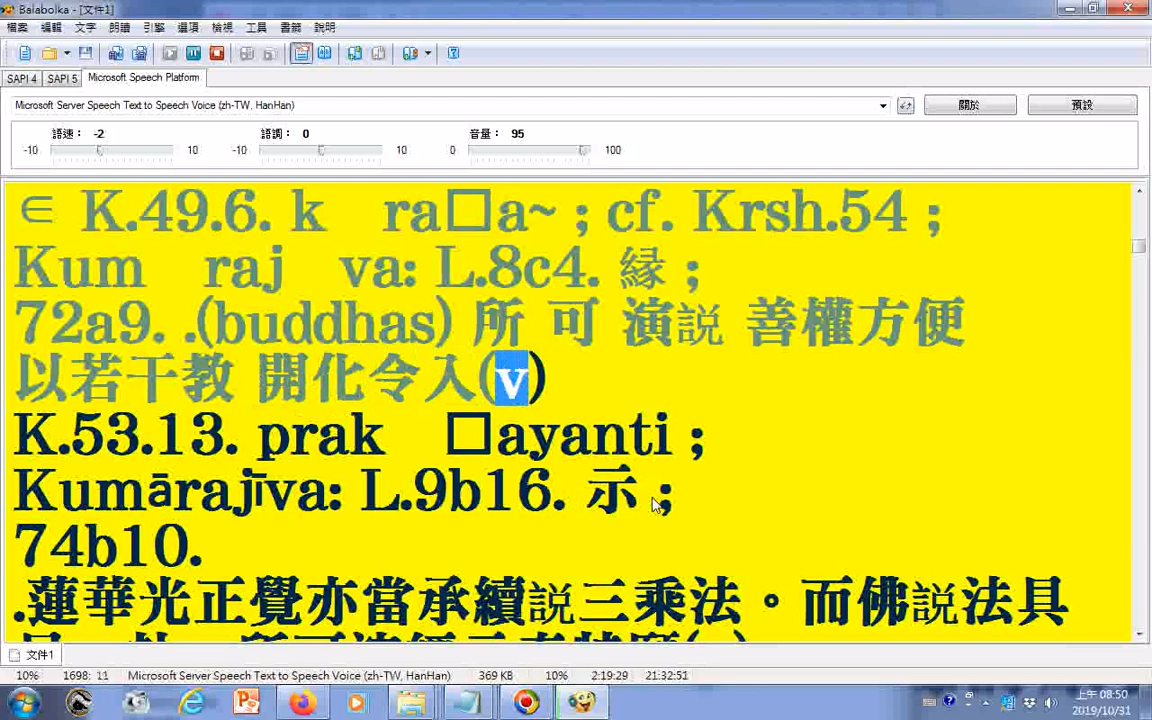 Balabolka - [文件1]
檔案 編輯 文字 朗讀 引擎 選項 檢視 工具 書籤 說明
SAPI 4 SAPI 5 Microsoft Speech Platform
Microsoft Server Speech Text to Speech Voice (zh-TW, HanHan) 關於 預設
語速： -2 語調： 0 音量： 95
-10 10 -10 10 0 100
∈ K.49.6. k ra□a~ ; cf. Krsh.54 ;
Kum raj va: L.8c4. 縁 ;
72a9. .(buddhas) 所 可 演説 善權方便
以若干教 開化令入(v)
K.53.13. prak □ayanti ;
Kumārajīva: L.9b16. 示 ;
74b10.
.蓮華光正覺亦當承續説三乘法。而佛説法具
文件1
10% 1698: 11 Microsoft Server Speech Text to Speech Voice (zh-TW, HanHan) 369 KB 10% 2:19:29 21:32:51
上午 08:50
2019/10/31